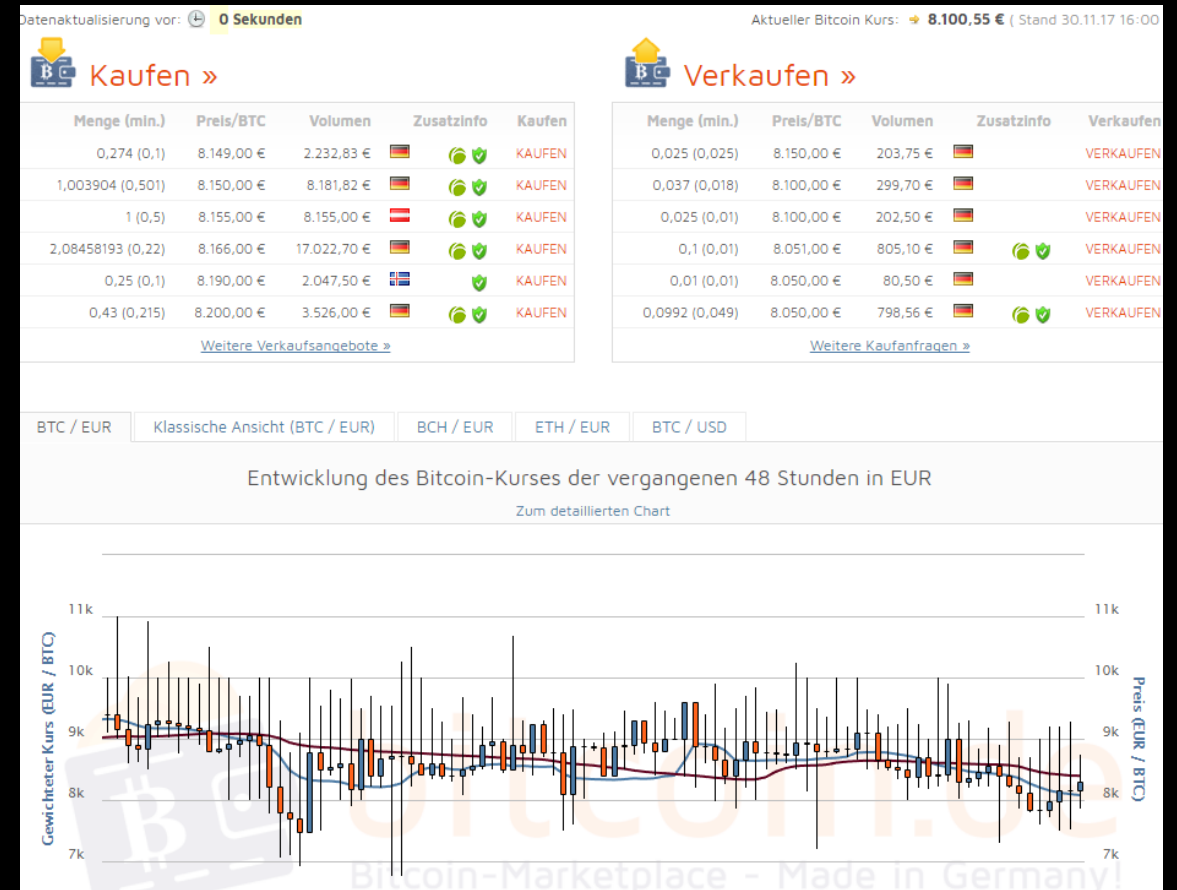 Datenaktualisierung vor: 0 Sekunden
Aktueller Bitcoin Kurs: 8.100,55 € ( Stand 30.11.17 16:00
Kaufen »
Menge (min.) Preis/BTC Volumen Zusatzinfo Kaufen
0,274 (0,1) 8.149,00 € 2.232,83 € KAUFEN
1,003904 (0,501) 8.150,00 € 8.181,82 € KAUFEN
1 (0,5) 8.155,00 € 8.155,00 € KAUFEN
2,08458193 (0,22) 8.166,00 € 17.022,70 € KAUFEN
0,25 (0,1) 8.190,00 € 2.047,50 € KAUFEN
0,43 (0,215) 8.200,00 € 3.526,00 € KAUFEN
Weitere Verkaufsangebote »
Verkaufen »
Menge (min.) Preis/BTC Volumen Zusatzinfo Verkaufen
0,025 (0,025) 8.150,00 € 203,75 € VERKAUFEN
0,037 (0,018) 8.100,00 € 299,70 € VERKAUFEN
0,025 (0,01) 8.100,00 € 202,50 € VERKAUFEN
0,1 (0,01) 8.051,00 € 805,10 € VERKAUFEN
0,01 (0,01) 8.050,00 € 80,50 € VERKAUFEN
0,0992 (0,049) 8.050,00 € 798,56 € VERKAUFEN
Weitere Kaufanfragen »
BTC / EUR Klassische Ansicht (BTC / EUR) BCH / EUR ETH / EUR BTC / USD
Entwicklung des Bitcoin-Kurses der vergangenen 48 Stunden in EUR
Zum detaillierten Chart
Gewichteter Kurs (EUR / BTC)
11k
10k
9k
8k
7k
11k
10k
9k
8k
7k
Preis (EUR / BTC)
bitcoin.de
Bitcoin-Marketplace - Made in Germany!